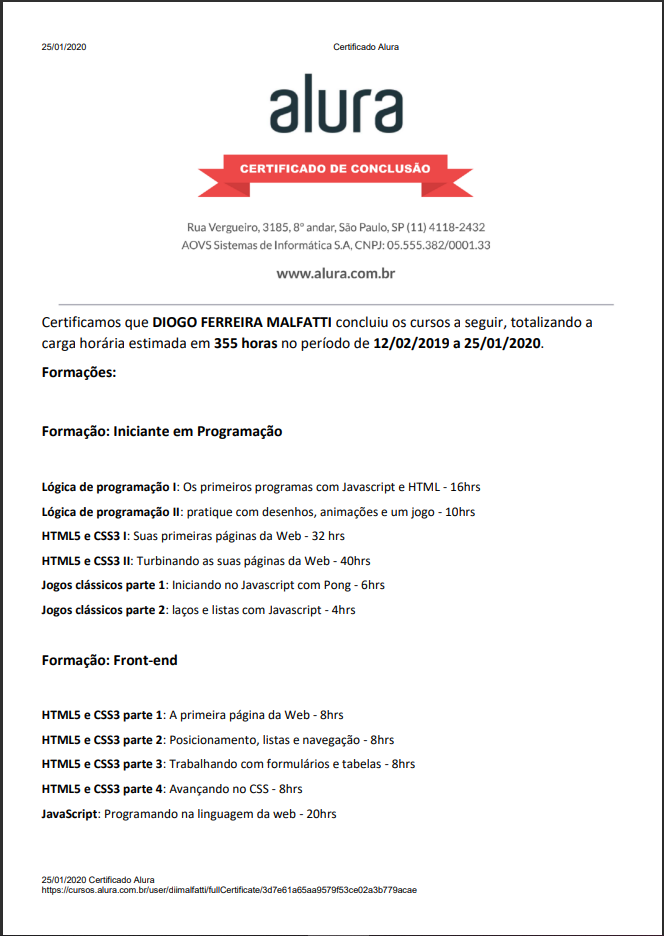 25/01/2020 Certificado Alura
alura
CERTIFICADO DE CONCLUSÃO
Rua Vergueiro, 3185, 8º andar, São Paulo, SP (11) 4118-2432
AOVS Sistemas de Informática S.A, CNPJ: 05.555.382/0001.33
www.alura.com.br
Certificamos que DIOGO FERREIRA MALFATTI concluiu os cursos a seguir, totalizando a
carga horária estimada em 355 horas no período de 12/02/2019 a 25/01/2020.
Formações:
Formação: Iniciante em Programação
Lógica de programação I: Os primeiros programas com Javascript e HTML - 16hrs
Lógica de programação II: pratique com desenhos, animações e um jogo - 10hrs
HTML5 e CSS3 I: Suas primeiras páginas da Web - 32 hrs
HTML5 e CSS3 II: Turbinando as suas páginas da Web - 40hrs
Jogos clássicos parte 1: Iniciando no Javascript com Pong - 6hrs
Jogos clássicos parte 2: laços e listas com Javascript - 4hrs
Formação: Front-end
HTML5 e CSS3 parte 1: A primeira página da Web - 8hrs
HTML5 e CSS3 parte 2: Posicionamento, listas e navegação - 8hrs
HTML5 e CSS3 parte 3: Trabalhando com formulários e tabelas - 8hrs
HTML5 e CSS3 parte 4: Avançando no CSS - 8hrs
JavaScript: Programando na linguagem da web - 20hrs
25/01/2020 Certificado Alura
https://cursos.alura.com.br/user/diimalfatti/fullCertificate/3d7e61a65aa9579f53ce02a3b779acae